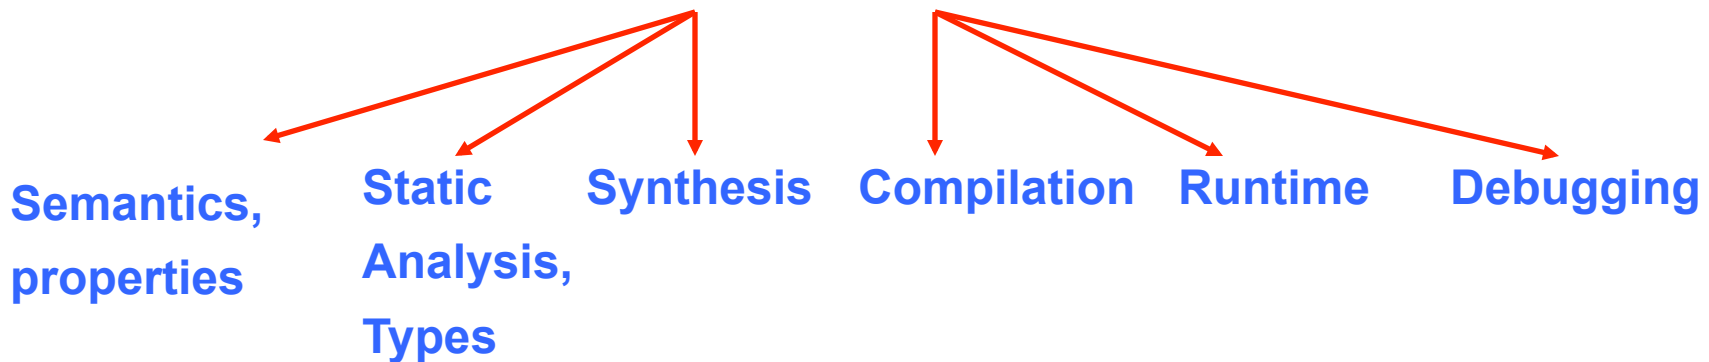 Semantics,
properties
Static
Analysis,
Types
Synthesis
Compilation
Runtime
Debugging